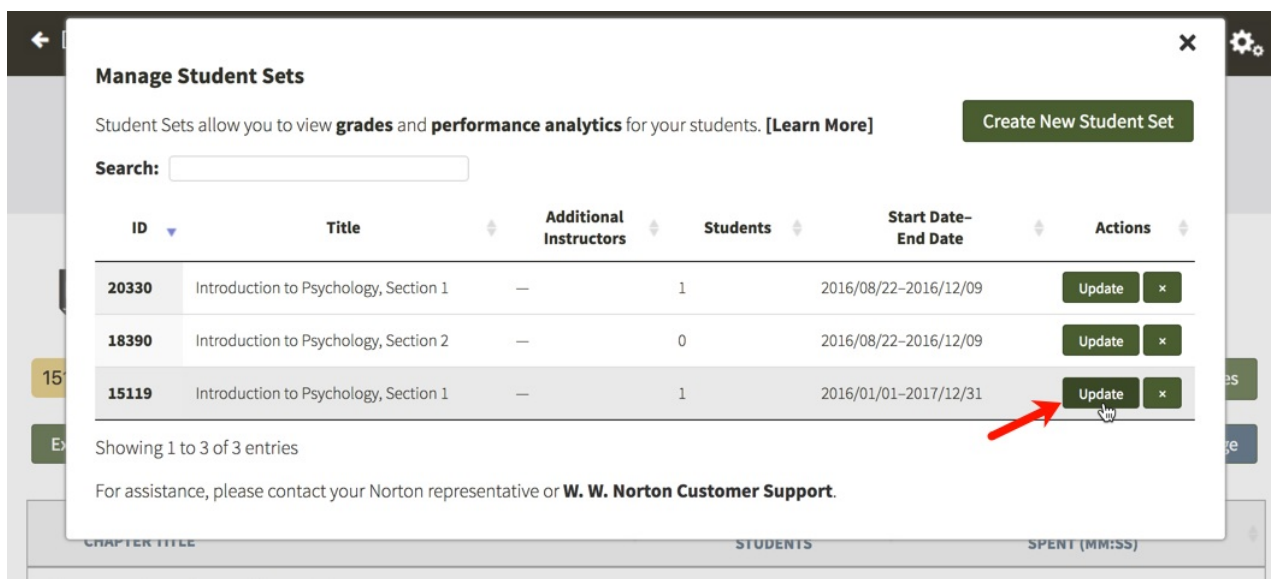 Manage Student Sets
Student Sets allow you to view grades and performance analytics for your students. [Learn More]
Create New Student Set
Search:
ID Title Additional Instructors Students Start Date– End Date Actions
20330 Introduction to Psychology, Section 1 — 1 2016/08/22–2016/12/09 Update ×
18390 Introduction to Psychology, Section 2 — 0 2016/08/22–2016/12/09 Update ×
15119 Introduction to Psychology, Section 1 — 1 2016/01/01–2017/12/31 Update ×
Showing 1 to 3 of 3 entries
For assistance, please contact your Norton representative or W. W. Norton Customer Support.
CHAPTER TITLE STUDENTS SPENT (MM:SS)